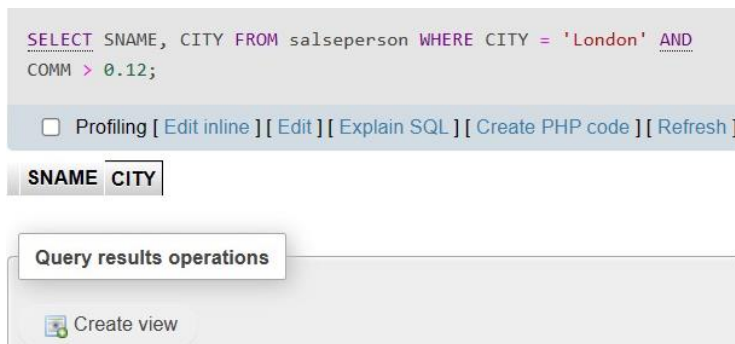 SELECT SNAME, CITY FROM salseperson WHERE CITY = 'London' AND
COMM > 0.12;
Profiling [ Edit inline ] [ Edit ] [ Explain SQL ] [ Create PHP code ] [ Refresh ]
SNAME CITY
Query results operations
Create view